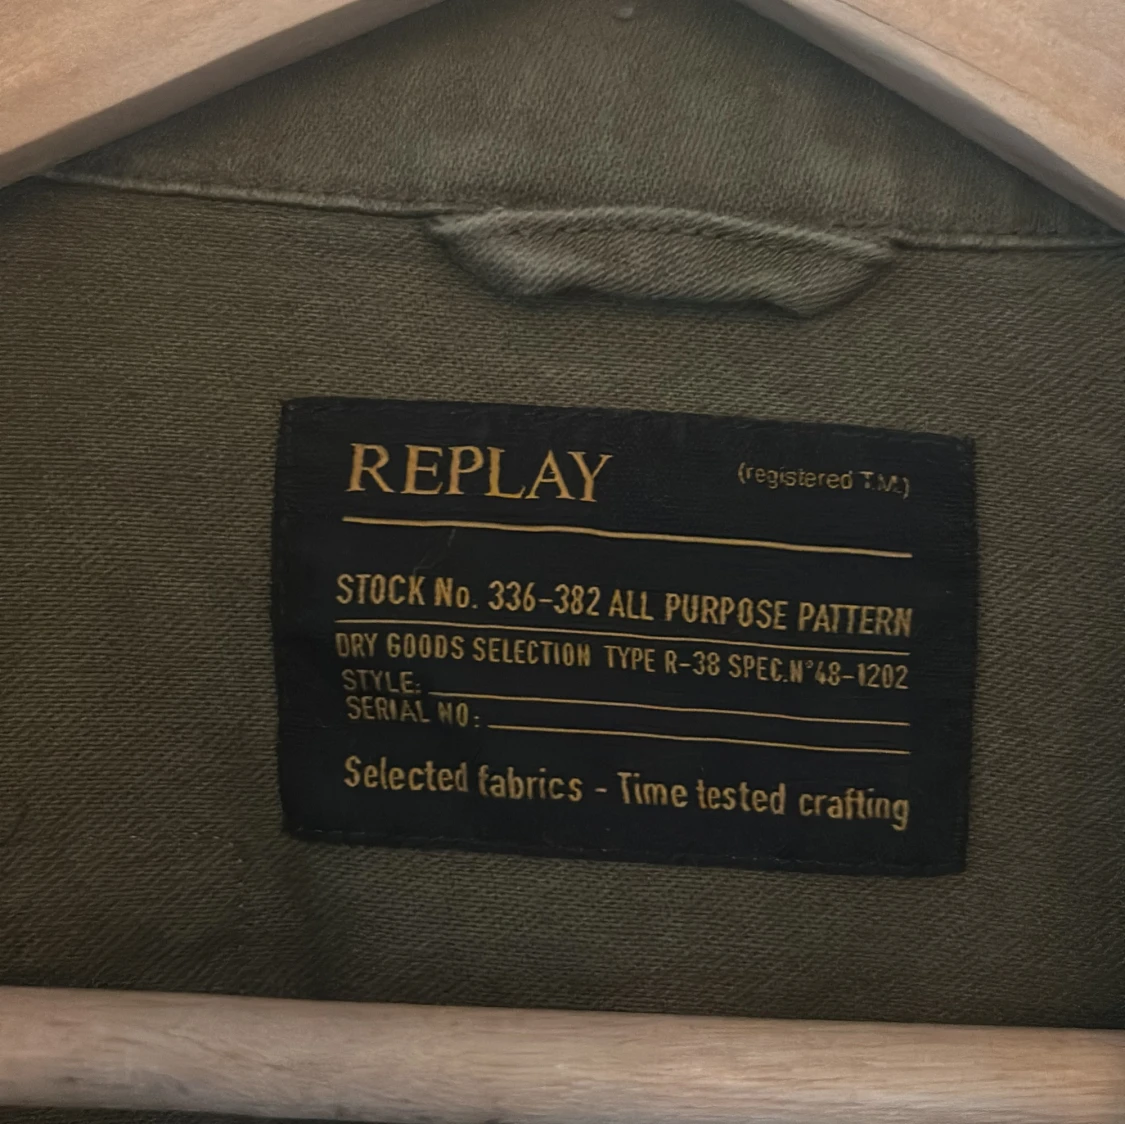 REPLAY (registered T.M.)
STOCK No. 336-382 ALL PURPOSE PATTERN
DRY GOODS SELECTION TYPE R-38 SPEC.N°48-1202
STYLE:
SERIAL NO:
Selected fabrics - Time tested crafting